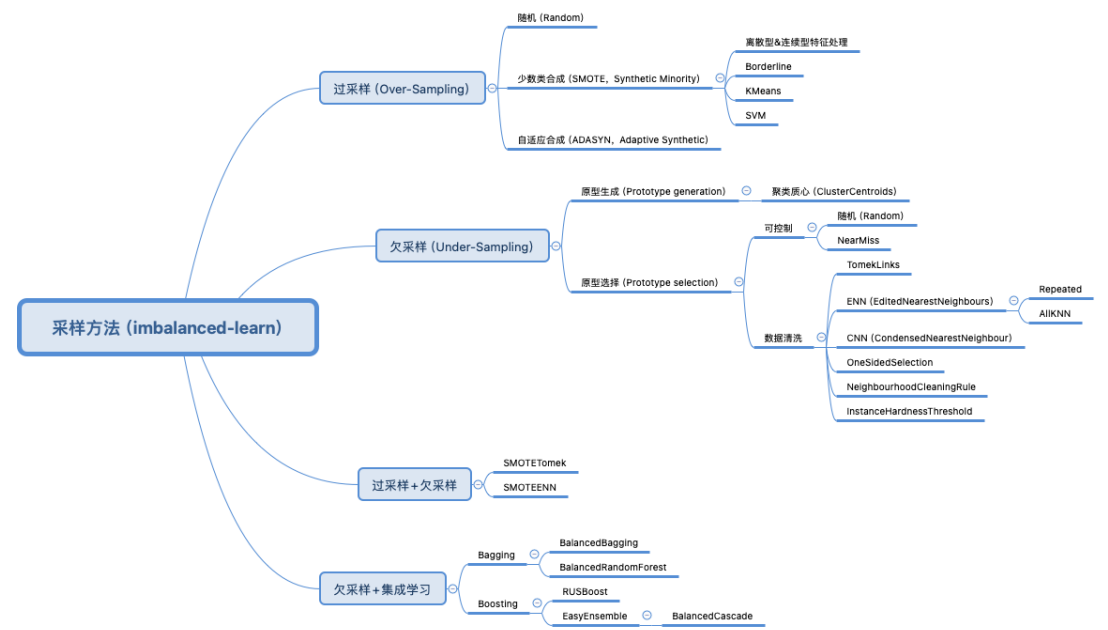 采样方法 (imbalanced-learn)
过采样 (Over-Sampling)
随机 (Random)
少数类合成 (SMOTE，Synthetic Minority)
离散型&连续型特征处理
Borderline
KMeans
SVM
自适应合成 (ADASYN，Adaptive Synthetic)
欠采样 (Under-Sampling)
原型生成 (Prototype generation)
聚类质心 (ClusterCentroids)
原型选择 (Prototype selection)
可控制
随机 (Random)
NearMiss
数据清洗
TomekLinks
ENN (EditedNearestNeighbours)
Repeated
AllKNN
CNN (CondensedNearestNeighbour)
OneSidedSelection
NeighbourhoodCleaningRule
InstanceHardnessThreshold
过采样+欠采样
SMOTETomek
SMOTEENN
欠采样+集成学习
Bagging
BalancedBagging
BalancedRandomForest
Boosting
RUSBoost
EasyEnsemble
BalancedCascade